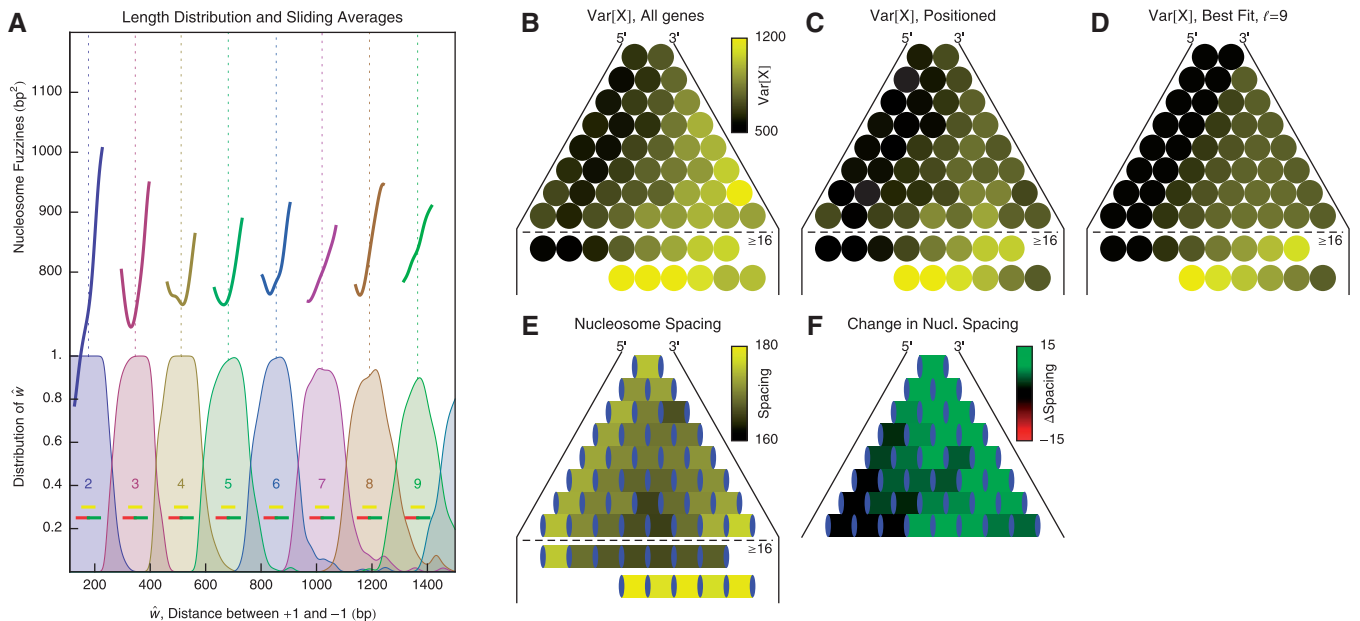 A
Length Distribution and Sliding Averages
Nucleosome Fuzzines (bp²)
1100
1000
900
800
Distribution of ŵ
1.
0.8
0.6
0.4
0.2
2
3
4
5
6
7
8
9
200
400
600
800
1000
1200
1400
ŵ, Distance between +1 and −1 (bp)
B
Var[X], All genes
5'
3'
1200
Var[X]
500
≥16
C
Var[X], Positioned
5'
3'
≥16
D
Var[X], Best Fit, ℓ=9
5'
3'
≥16
E
Nucleosome Spacing
5'
3'
180
Spacing
160
≥16
F
Change in Nucl. Spacing
5'
3'
15
ΔSpacing
−15